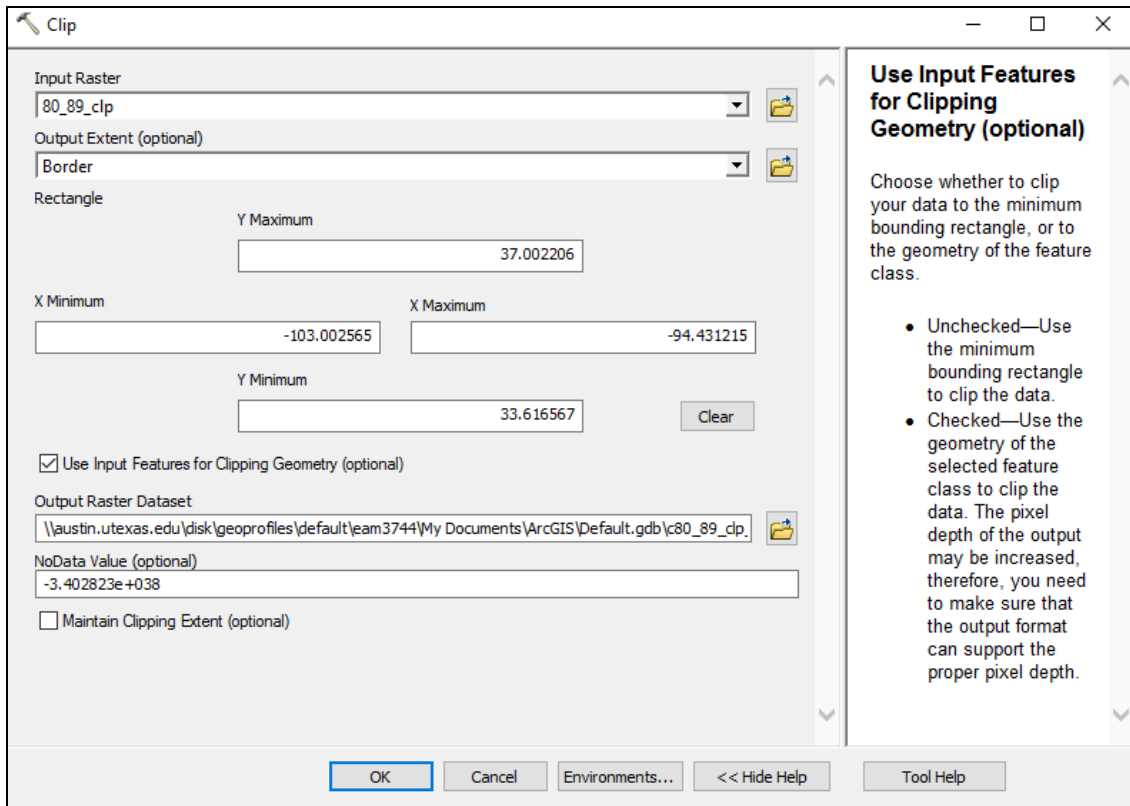 Clip
Input Raster
80_89_clp
Output Extent (optional)
Border
Rectangle
Y Maximum
37.002206
X Minimum
-103.002565
X Maximum
-94.431215
Y Minimum
33.616567
Clear
Use Input Features for Clipping Geometry (optional)
Output Raster Dataset
\\austin.utexas.edu\disk\geoprofiles\default\eam3744\My Documents\ArcGIS\Default.gdb\c80_89_clp_
NoData Value (optional)
-3.402823e+038
Maintain Clipping Extent (optional)
Use Input Features
for Clipping
Geometry (optional)
Choose whether to clip
your data to the minimum
bounding rectangle, or to
the geometry of the feature
class.
• Unchecked—Use
the minimum
bounding rectangle
to clip the data.
• Checked—Use the
geometry of the
selected feature
class to clip the
data. The pixel
depth of the output
may be increased,
therefore, you need
to make sure that
the output format
can support the
proper pixel depth.
OK
Cancel
Environments...
<< Hide Help
Tool Help